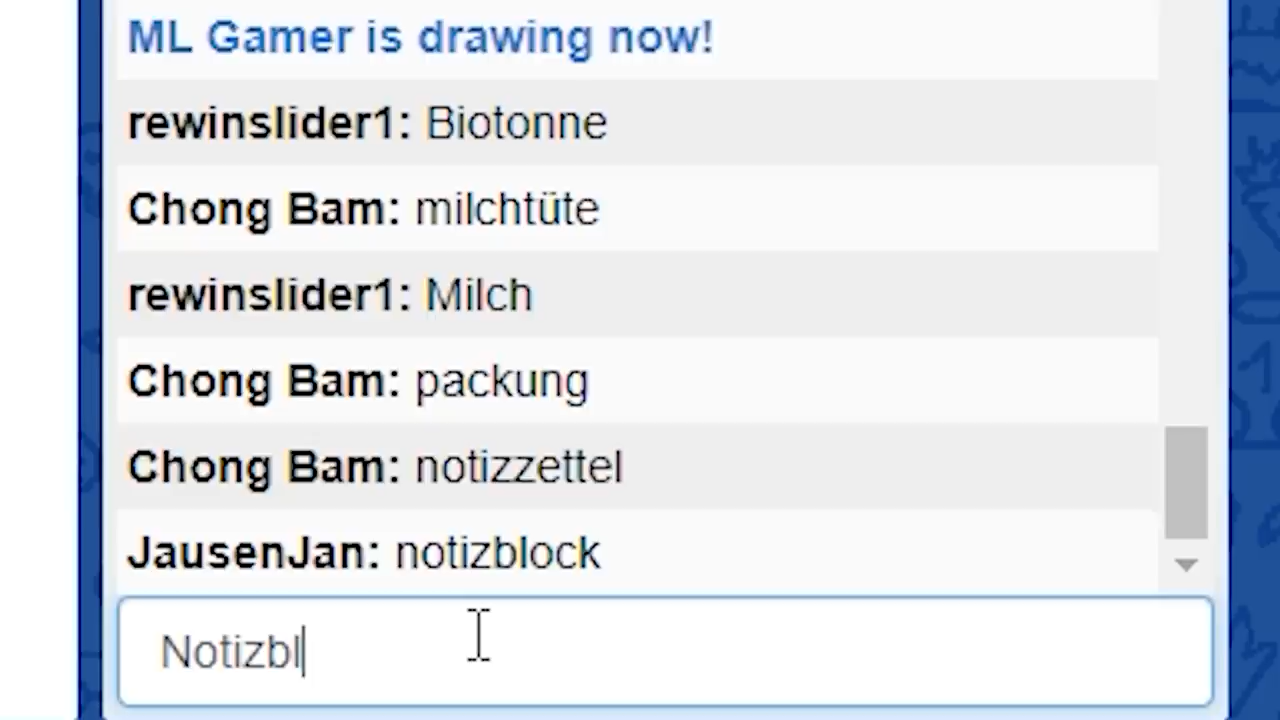 ML Gamer is drawing now!
rewinslider1: Biotonne
Chong Bam: milchtüte
rewinslider1: Milch
Chong Bam: packung
Chong Bam: notizzettel
JausenJan: notizblock
Notizbl